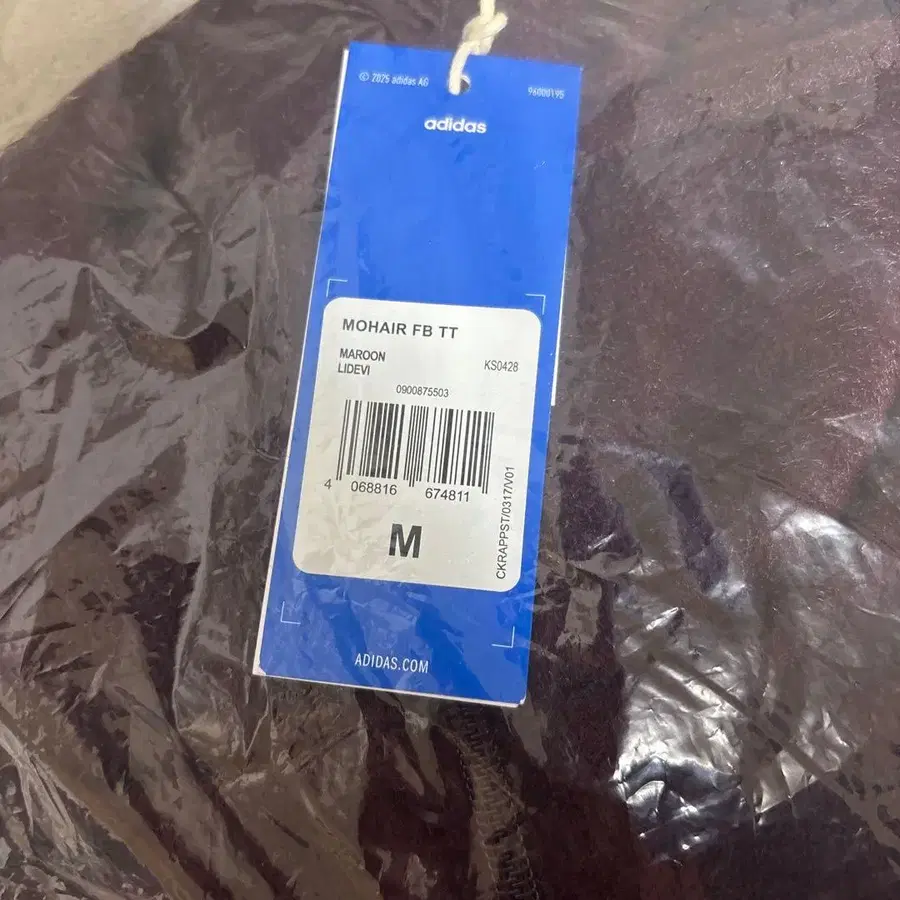 © 2025 adidas AG
96000195
adidas
MOHAIR FB TT
MAROON
LIDEVI
KS0428
0900875503
4 068816 674811
M
CKRAPPST/0317/V01
ADIDAS.COM